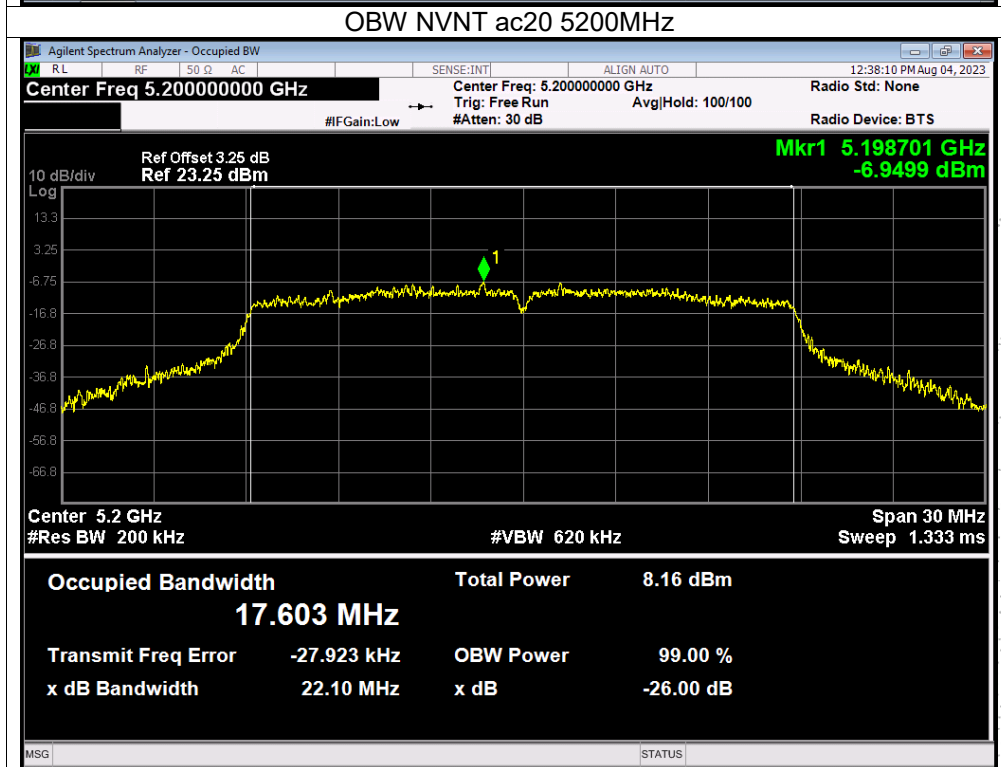 OBW NVNT ac20 5200MHz
Agilent Spectrum Analyzer - Occupied BW
LXI RL RF 50 Ω AC SENSE:INT ALIGN AUTO 12:38:10 PM Aug 04, 2023
Center Freq 5.200000000 GHz Center Freq: 5.200000000 GHz Radio Std: None
Trig: Free Run Avg|Hold: 100/100
#IFGain:Low #Atten: 30 dB Radio Device: BTS
Mkr1 5.198701 GHz
-6.9499 dBm
Ref Offset 3.25 dB
10 dB/div Ref 23.25 dBm
Log
13.3
3.25
1
-6.75
-16.8
-26.8
-36.8
-46.8
-56.8
-66.8
Center 5.2 GHz Span 30 MHz
#Res BW 200 kHz #VBW 620 kHz Sweep 1.333 ms
Occupied Bandwidth Total Power 8.16 dBm
17.603 MHz
Transmit Freq Error -27.923 kHz OBW Power 99.00 %
x dB Bandwidth 22.10 MHz x dB -26.00 dB
MSG STATUS